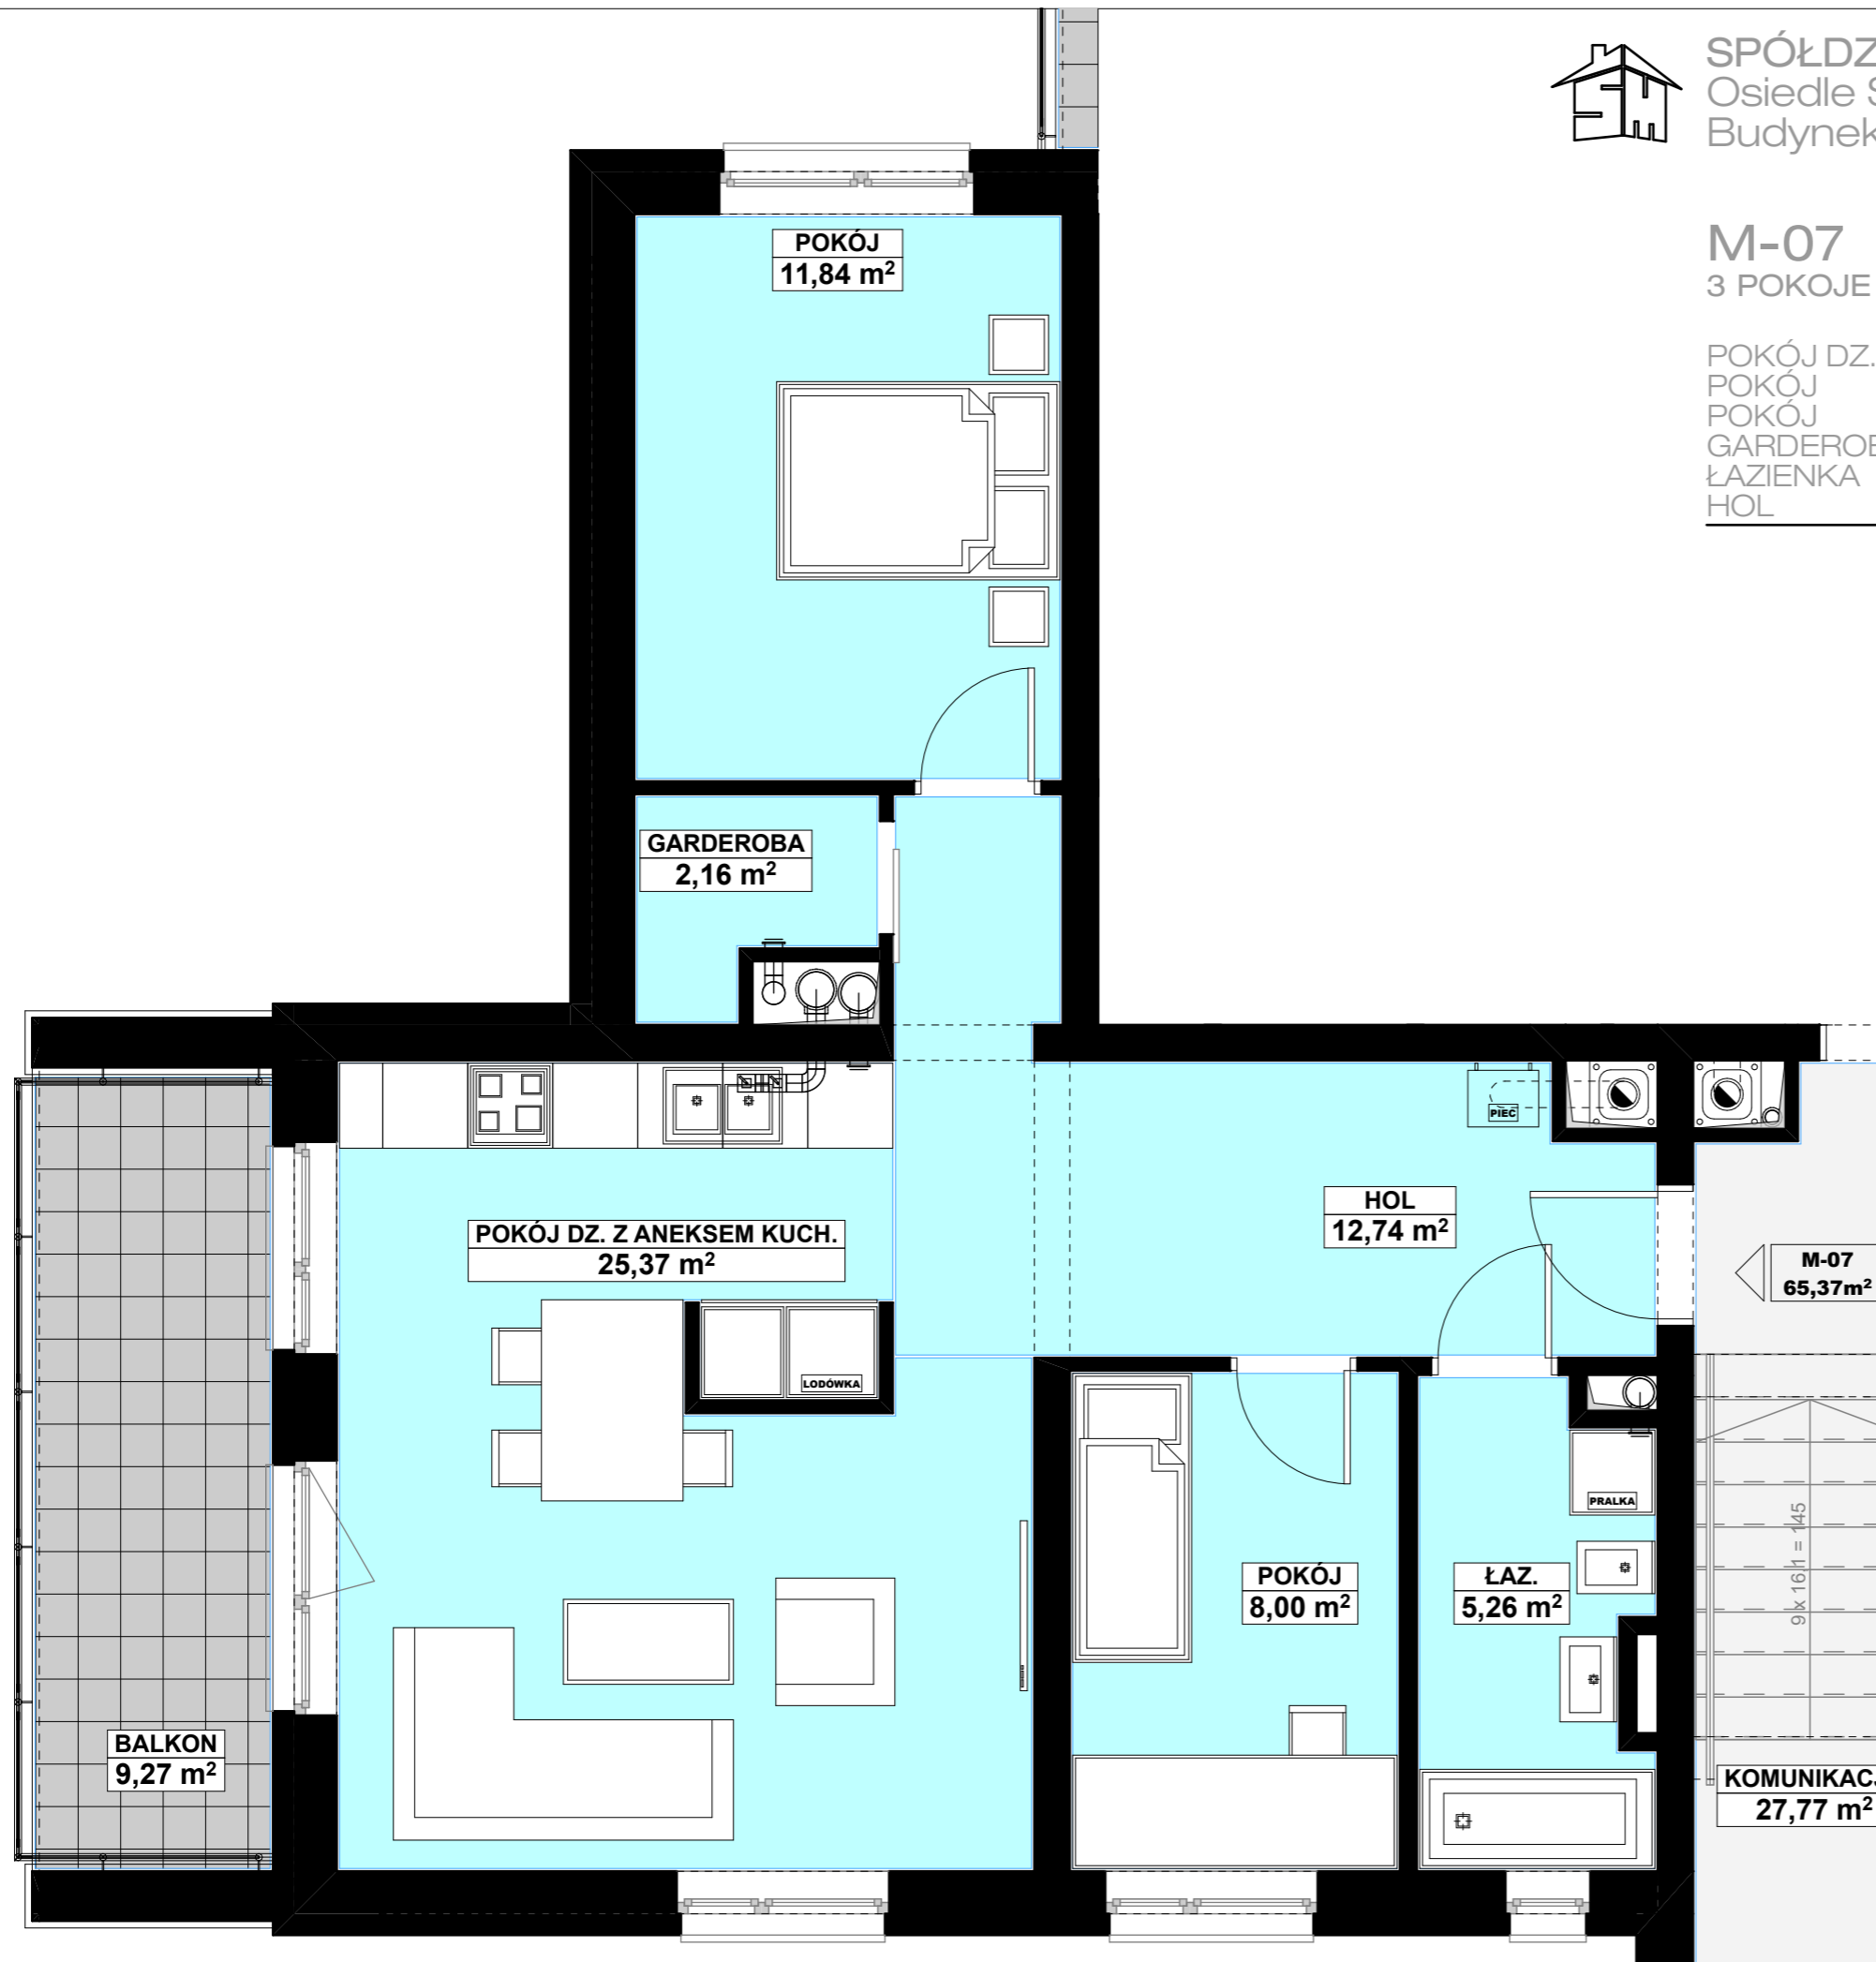 SPÓŁDZ
Osiedle S
Budynek
M-07
3 POKOJE
POKÓJ DZ.
POKÓJ
POKÓJ
GARDEROB
ŁAZIENKA
HOL
POKÓJ
11,84 m²
GARDEROBA
2,16 m²
PIEC
HOL
12,74 m²
POKÓJ DZ. Z ANEKSEM KUCH.
25,37 m²
M-07
65,37m²
LODÓWKA
PRALKA
9 x 16,1 = 145
POKÓJ
8,00 m²
ŁAZ.
5,26 m²
BALKON
9,27 m²
KOMUNIKACJ
27,77 m²